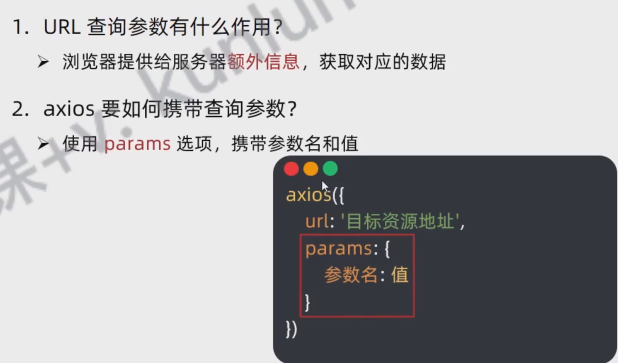 1. URL 查询参数有什么作用?
➤ 浏览器提供给服务器额外信息，获取对应的数据
2. axios 要如何携带查询参数?
➤ 使用 params 选项，携带参数名和值
axios({
url: '目标资源地址',
params: {
参数名: 值
}
})
课+v. kunlun